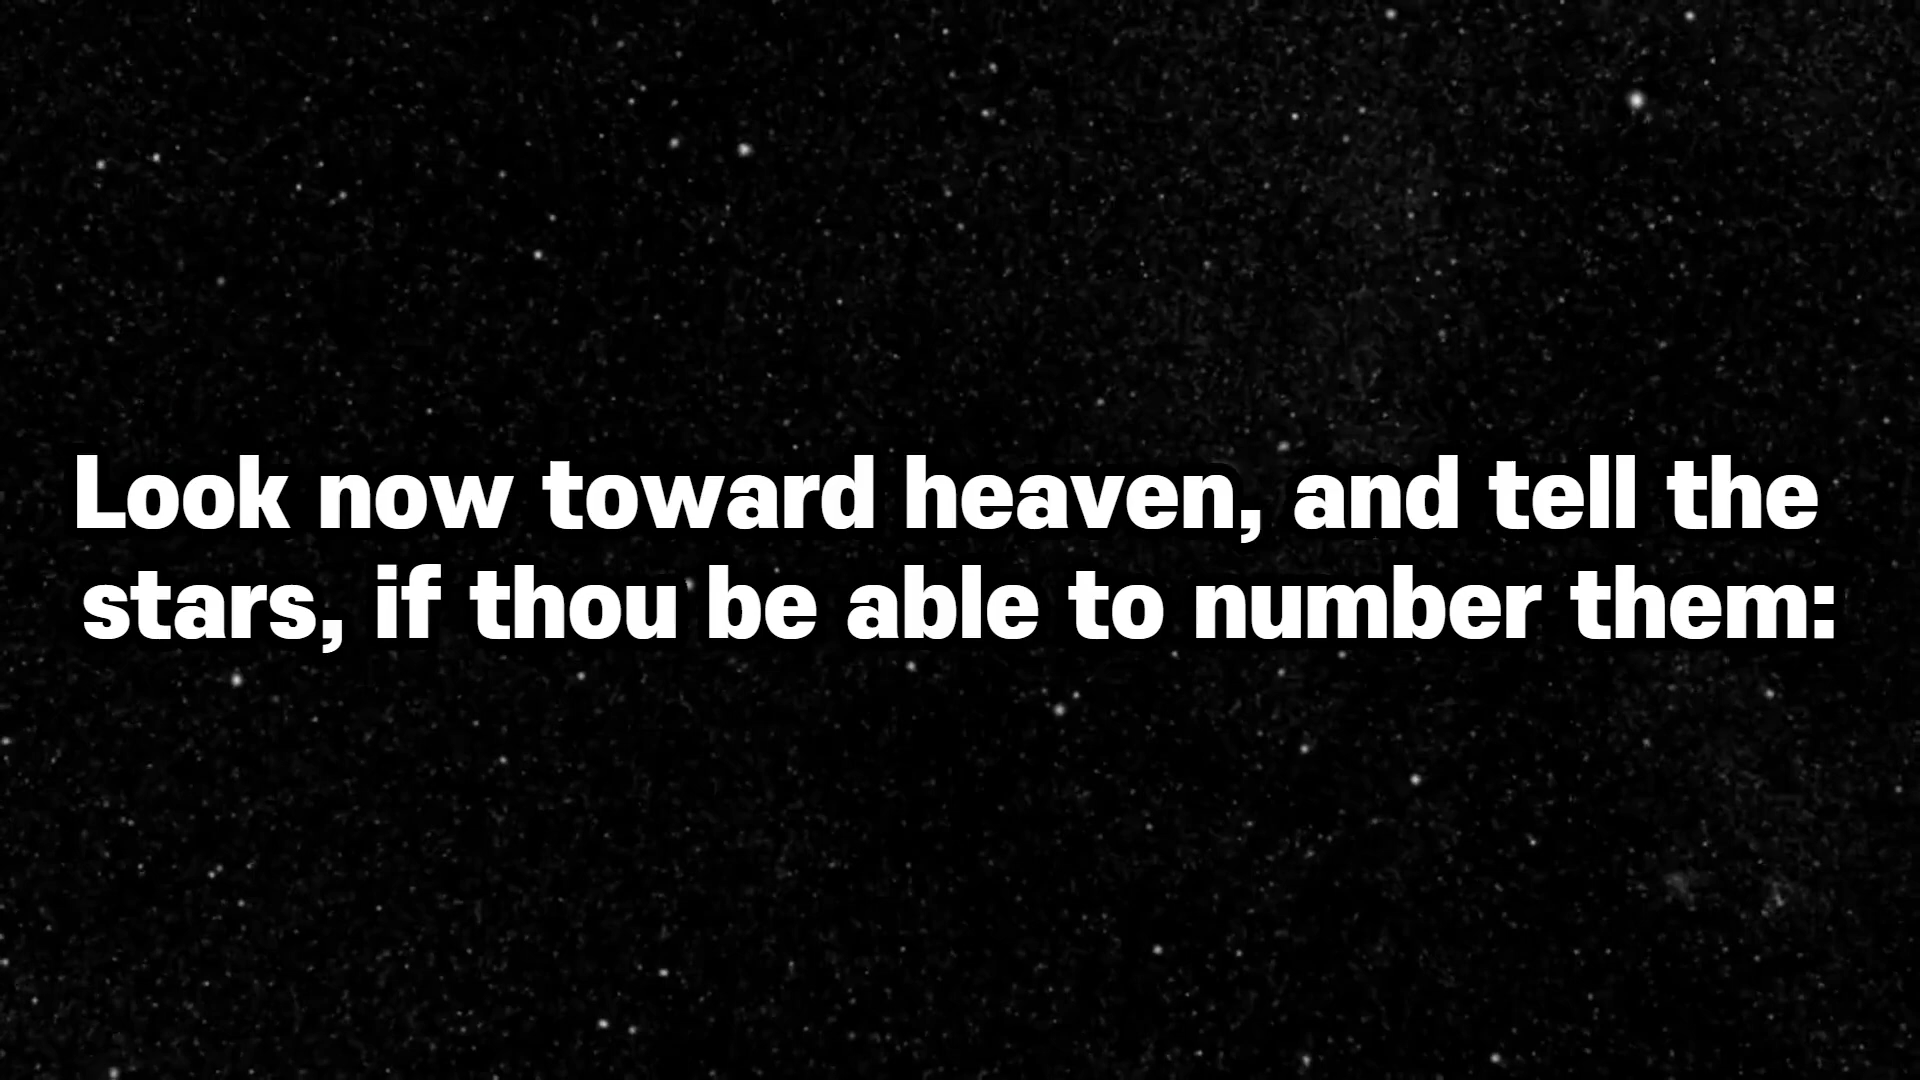 Look now toward heaven, and tell the
stars, if thou be able to number them: